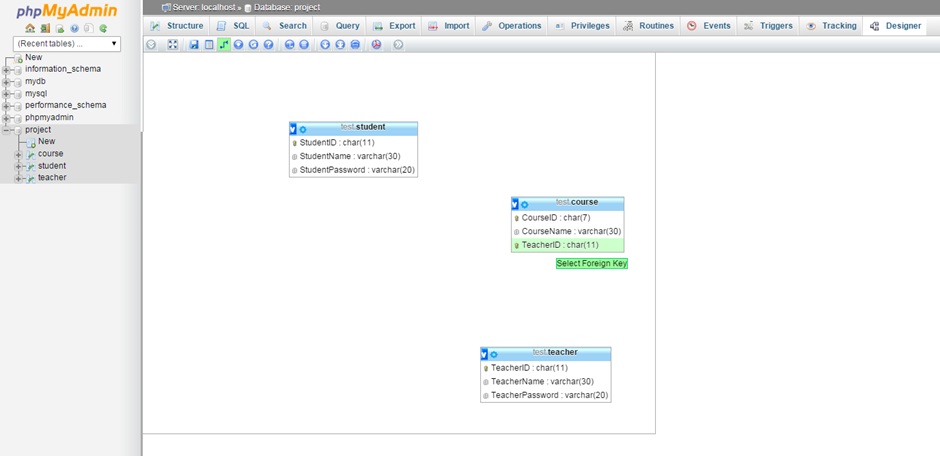 phpMyAdmin
(Recent tables) ...
New
information_schema
mydb
mysql
performance_schema
phpmyadmin
project
New
course
student
teacher
Server: localhost » Database: project
Structure SQL Search Query Export Import Operations Privileges Routines Events Triggers Tracking Designer
test.student
StudentID : char(11)
StudentName : varchar(30)
StudentPassword : varchar(20)
test.course
CourseID : char(7)
CourseName : varchar(30)
TeacherID : char(11)
Select Foreign Key
test.teacher
TeacherID : char(11)
TeacherName : varchar(30)
TeacherPassword : varchar(20)